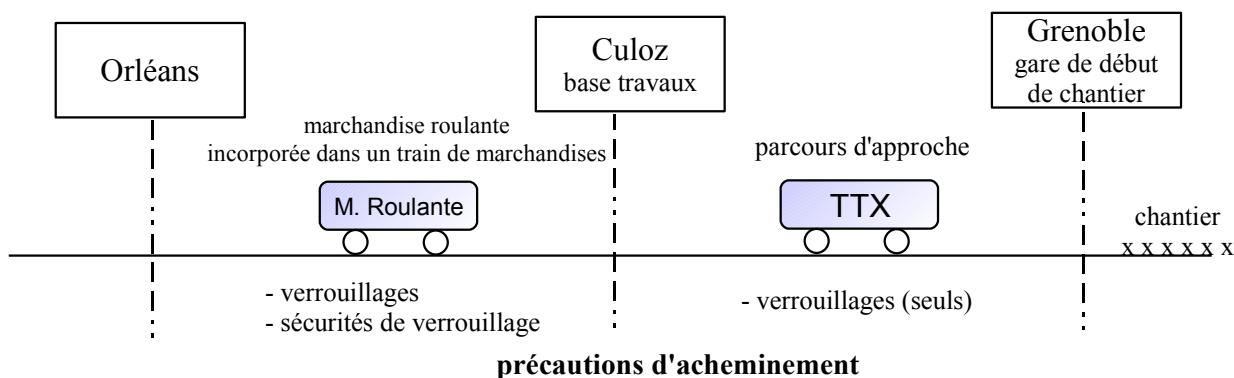 Orléans
Culoz
base travaux
Grenoble
gare de début
de chantier
marchandise roulante
incorporée dans un train de marchandises
parcours d'approche
M. Roulante
TTX
chantier
x x x x x x
- verrouillages
- sécurités de verrouillage
- verrouillages (seuls)
précautions d'acheminement